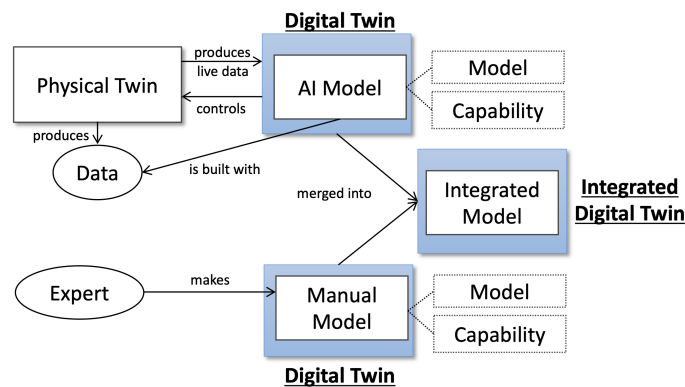 Digital Twin
produces
live data
Physical Twin
AI Model
Model
Capability
controls
produces
Data
is built with
merged into
Integrated
Model
Integrated
Digital Twin
Expert
makes
Manual
Model
Model
Capability
Digital Twin